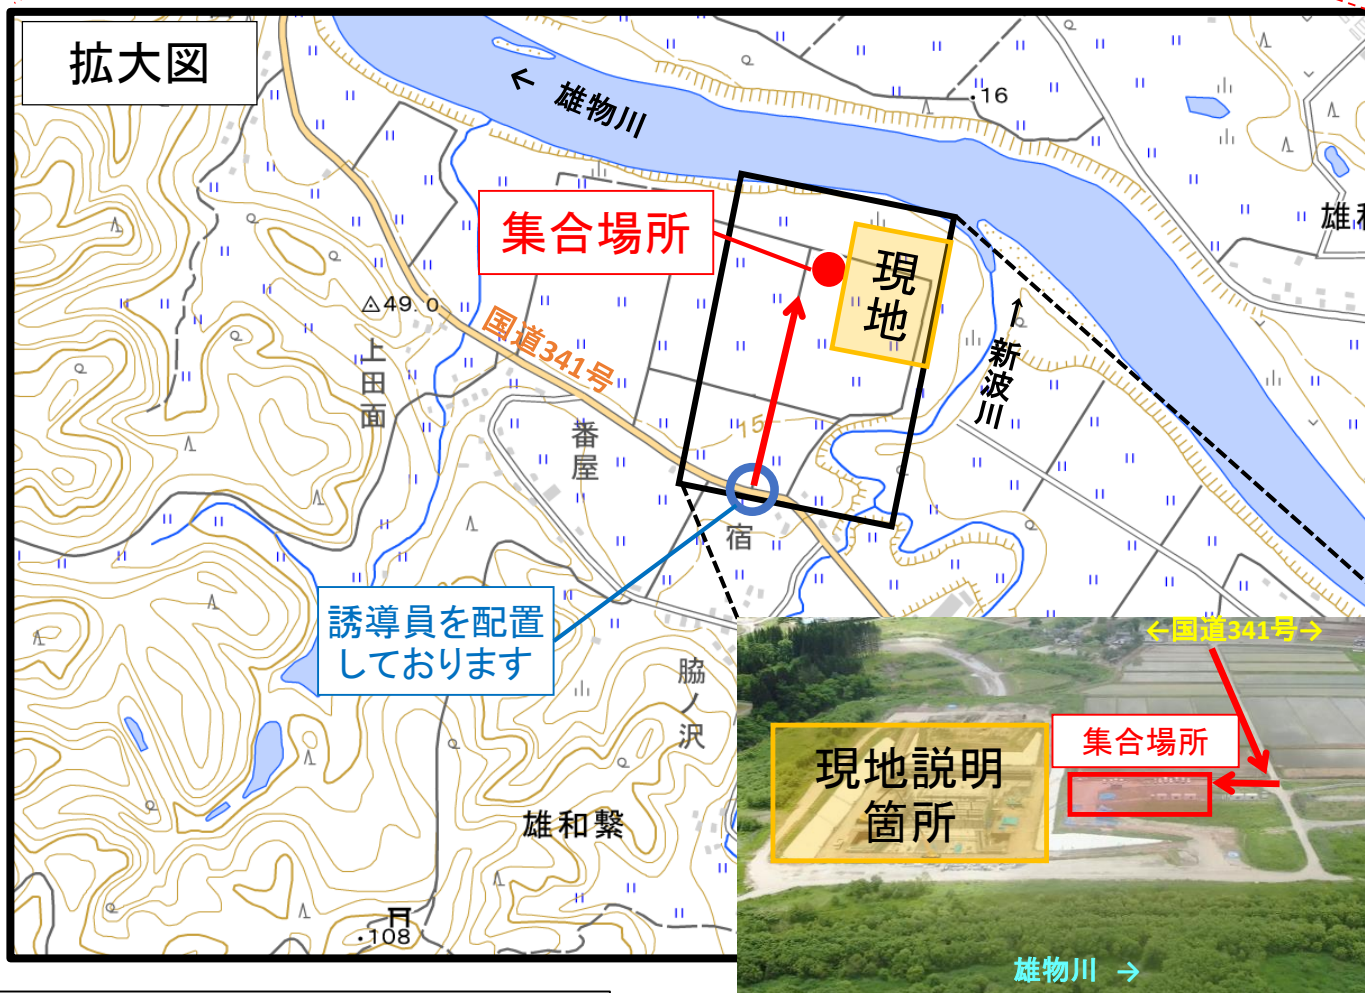 拡大図
← 雄物川
・16
雄和
集合場所
現地
△49.0
国道341号
上田面
← 新波川
番屋
15
宿
誘導員を配置
しております
脇ノ沢
雄和繋
・108
←国道341号→
集合場所
現地説明
箇所
雄物川 →